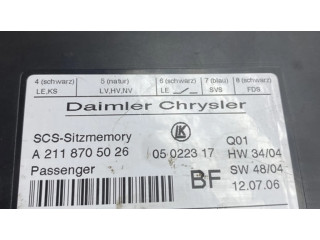 4 (schwarz) 5 (natur) 6 (schwarz) 7 (blau) 8 (schwarz)
LE,KS LV,HV,NV LE SVS FDS
Daimler Chrysler
SCS-Sitzmemory LK Q01
A 211 870 50 26 05 0223 17 HW 34/04
Passenger BF SW 48/04
12.07.06